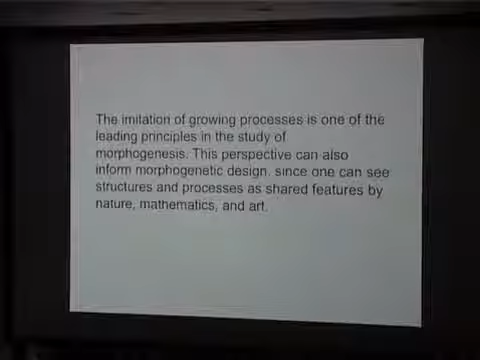 The imitation of growing processes is one of the
leading principles in the study of
morphogenesis. This perspective can also
inform morphogenetic design. since one can see
structures and processes as shared features by
nature, mathematics, and art.